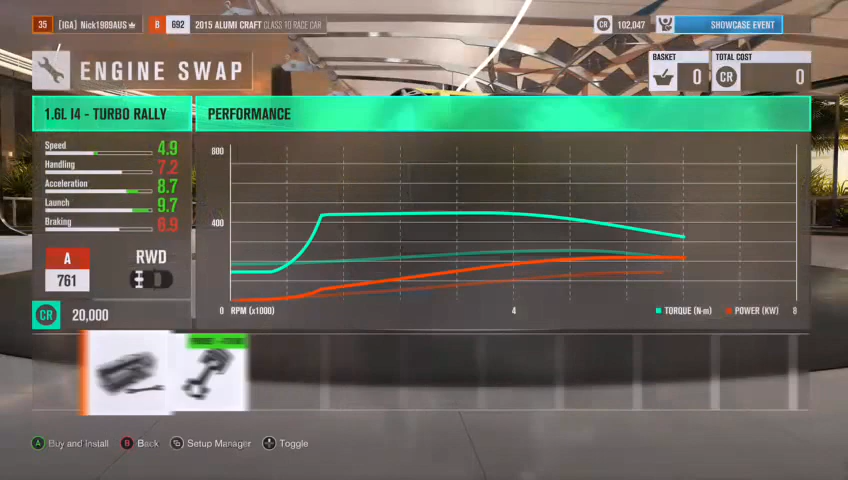 35 [IGA] Nick1989AUS B 692 2015 ALUMI CRAFT CLASS 10 RACE CAR CR 102,047 SHOWCASE EVENT
ENGINE SWAP
BASKET 0
TOTAL COST CR 0
1.6L I4 - TURBO RALLY
PERFORMANCE
Speed 4.9
Handling 7.2
Acceleration 8.7
Launch 9.7
Braking 6.9
A 761 RWD
CR 20,000
800
400
0 RPM (x1000) 4 TORQUE (N-m) POWER (KW) 8
A Buy and Install B Back Setup Manager Toggle